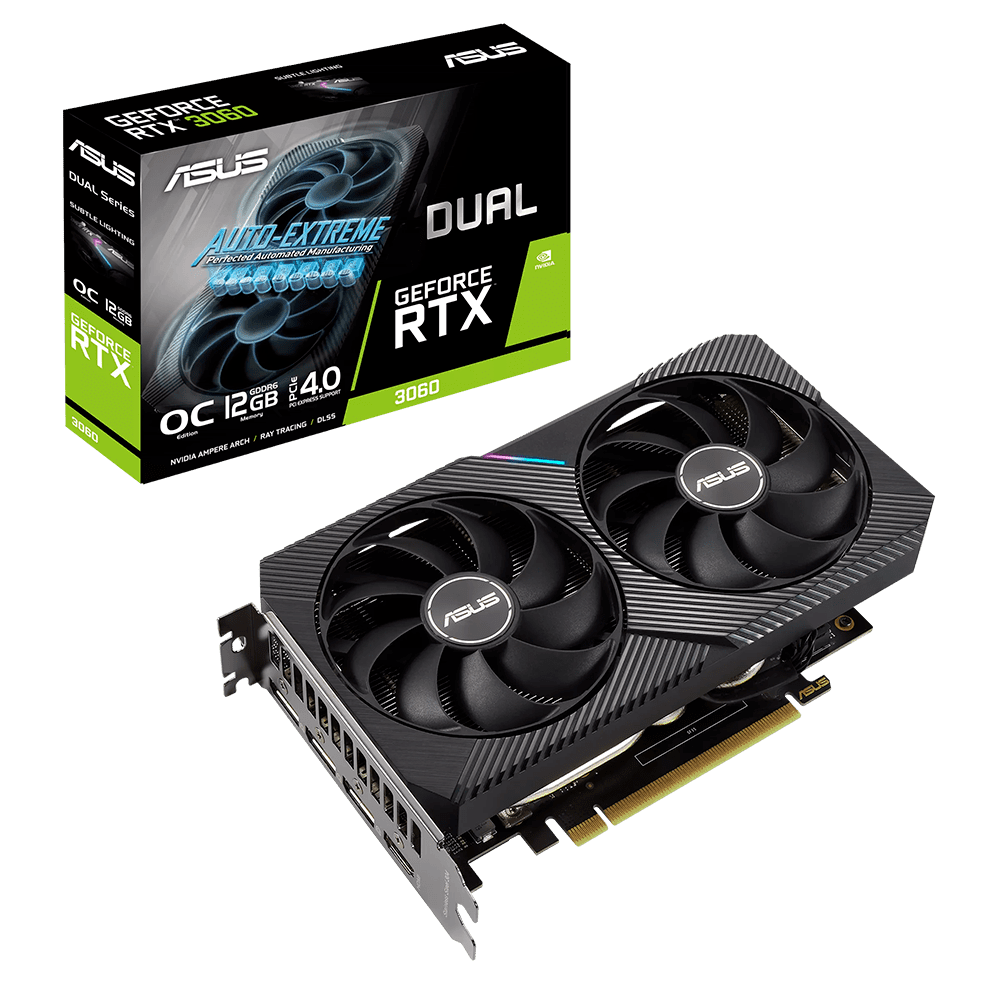 SUBTLE LIGHTING
ASUS
GEFORCE
RTX 3060
ASUS
DUAL Series
SUBTLE LIGHTING
OC 12GB
GEFORCE
RTX
3060
ASUS
AUTO-EXTREME
Perfected Automated Manufacturing
DUAL
NVIDIA
GEFORCE
RTX
3060
OC Edition 12GB GDDR6 Memory PCIe 4.0 PCI EXPRESS SUPPORT
NVIDIA AMPERE ARCH / RAY TRACING / DLSS
ASUS
ASUS
ASUS